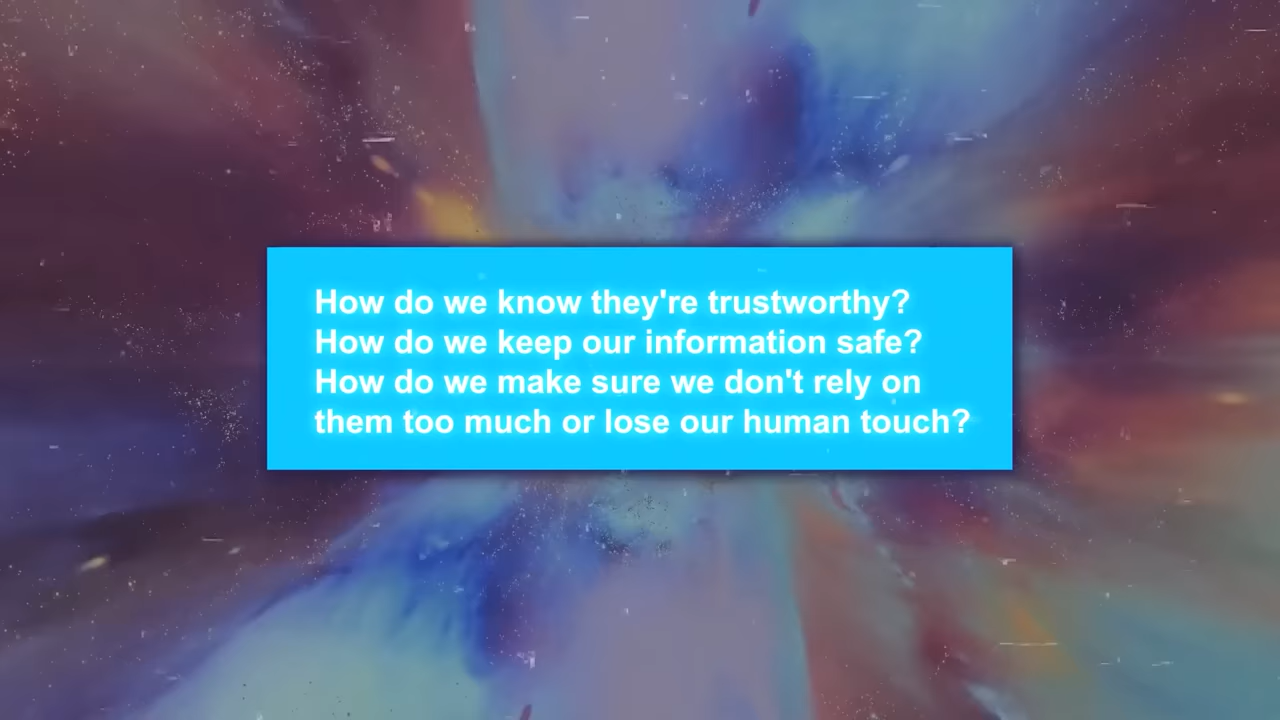 How do we know they're trustworthy?
How do we keep our information safe?
How do we make sure we don't rely on
them too much or lose our human touch?